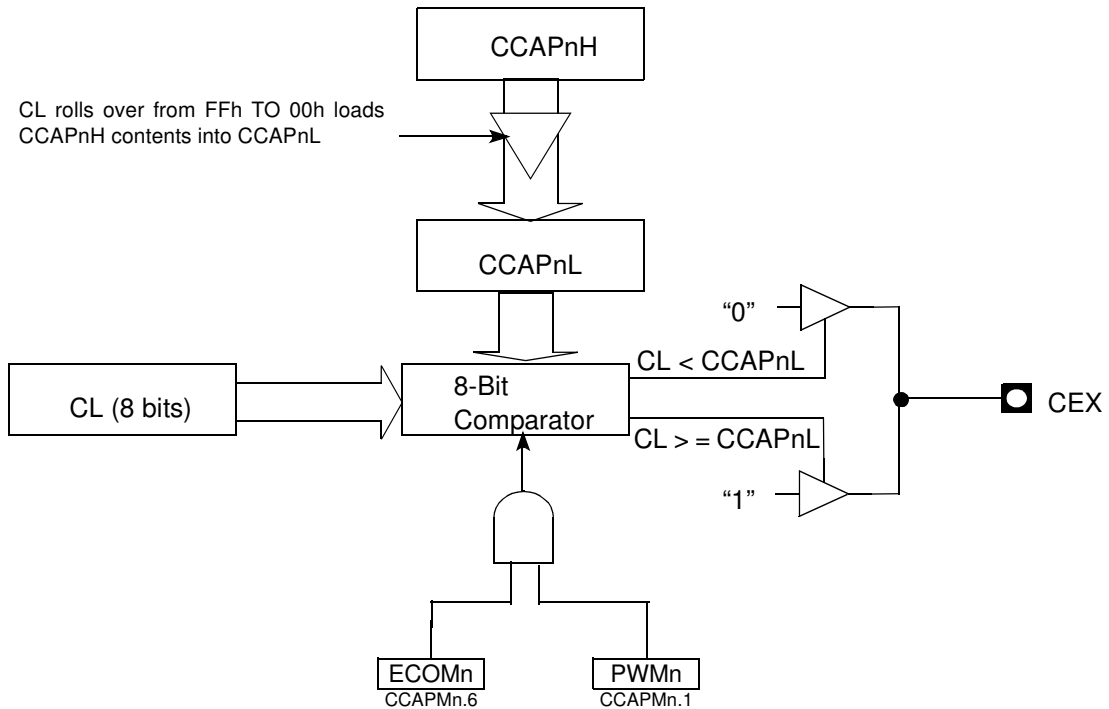 CCAPnH
CL rolls over from FFh TO 00h loads
CCAPnH contents into CCAPnL
CCAPnL
“0”
CL < CCAPnL
8-Bit
Comparator
CL (8 bits)
CEX
CL > = CCAPnL
“1”
ECOMn
CCAPMn.6
PWMn
CCAPMn.1